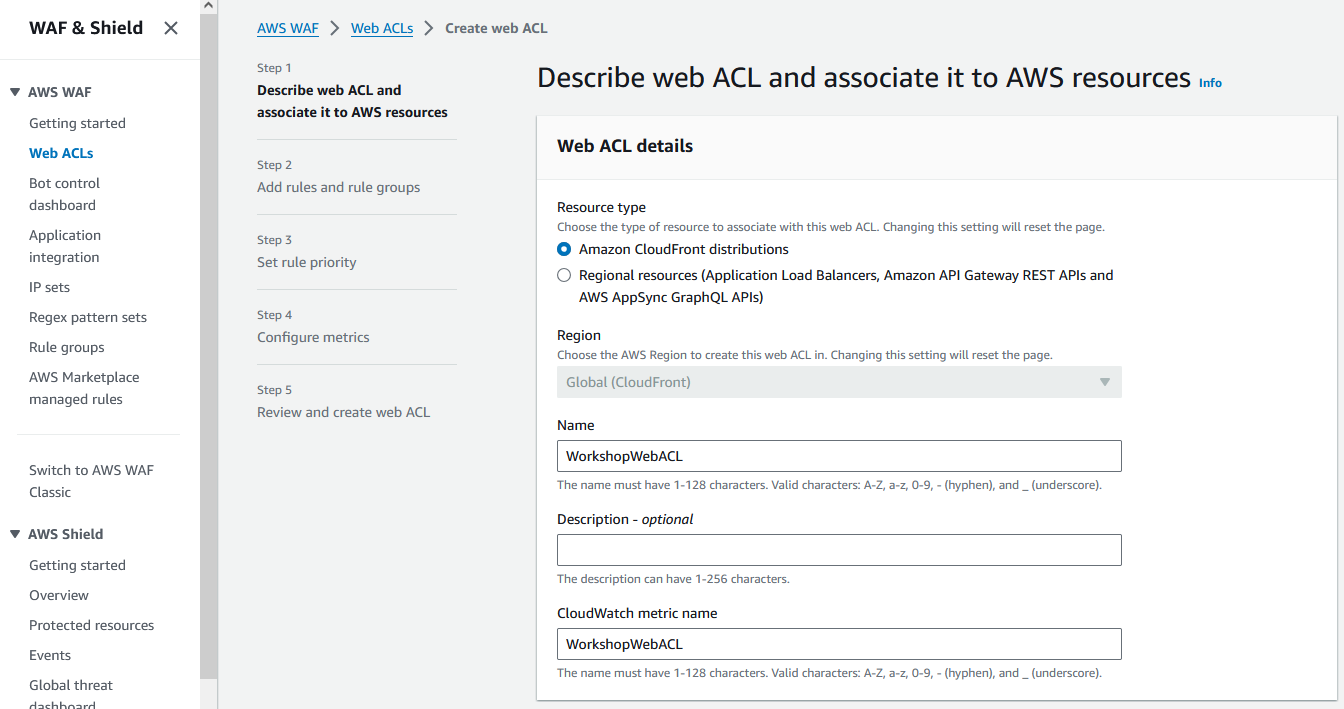 WAF & Shield
AWS WAF
Getting started
Web ACLs
Bot control
dashboard
Application
integration
IP sets
Regex pattern sets
Rule groups
AWS Marketplace
managed rules
Switch to AWS WAF
Classic
AWS Shield
Getting started
Overview
Protected resources
Events
Global threat
dashboard
AWS WAF > Web ACLs > Create web ACL
Step 1
Describe web ACL and
associate it to AWS resources
Step 2
Add rules and rule groups
Step 3
Set rule priority
Step 4
Configure metrics
Step 5
Review and create web ACL
Describe web ACL and associate it to AWS resources Info
Web ACL details
Resource type
Choose the type of resource to associate with this web ACL. Changing this setting will reset the page.
Amazon CloudFront distributions
Regional resources (Application Load Balancers, Amazon API Gateway REST APIs and
AWS AppSync GraphQL APIs)
Region
Choose the AWS Region to create this web ACL in. Changing this setting will reset the page.
Global (CloudFront)
Name
WorkshopWebACL
The name must have 1-128 characters. Valid characters: A-Z, a-z, 0-9, - (hyphen), and _ (underscore).
Description - optional
The description can have 1-256 characters.
CloudWatch metric name
WorkshopWebACL
The name must have 1-128 characters. Valid characters: A-Z, a-z, 0-9, - (hyphen), and _ (underscore).